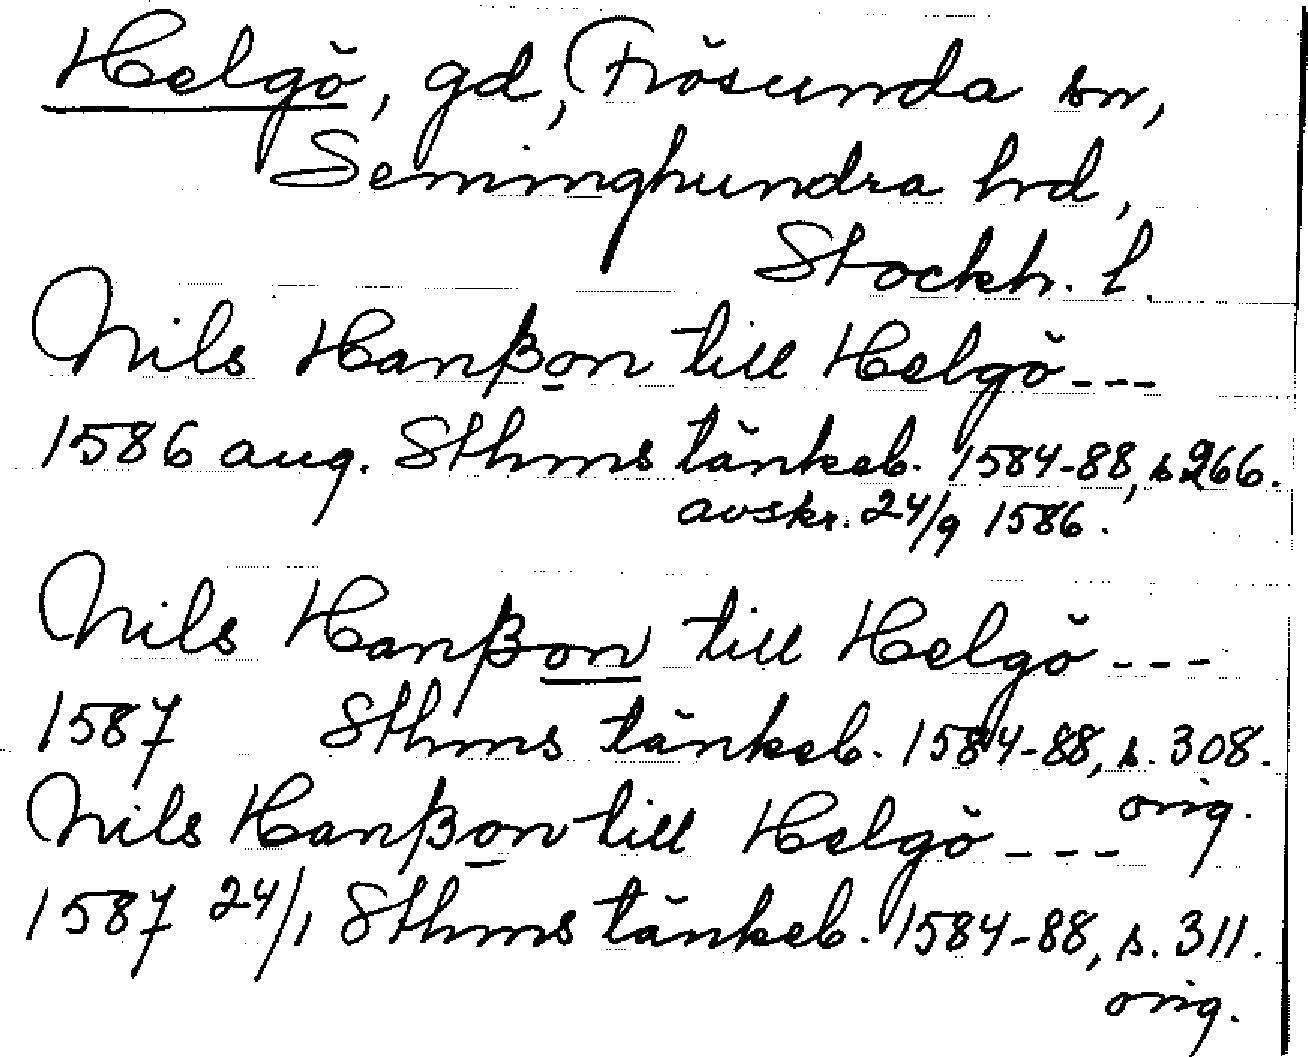 Helgö, gd, Frösunda sn,
Seminghundra hrd,
Stockh. l.
Nils Hanßon till Helgö---
1586 aug. Sthms tänkeb. 1584-88, s 266.
avskr. 24/9 1586.
Nils Hanßon till Helgö---
1587 Sthms tänkeb. 1584-88, s. 308.
orig.
Nils Hanßon till Helgö---
1587 24/1 Sthms tänkeb. 1584-88, s. 311.
orig.